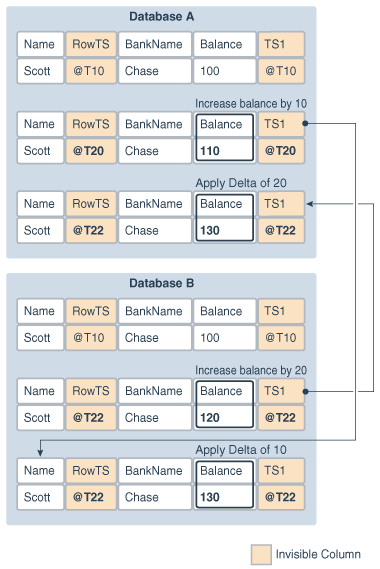 Database A
Name RowTS BankName Balance TS1
Scott @T10 Chase 100 @T10
Increase balance by 10
Name RowTS BankName Balance TS1
Scott @T20 Chase 110 @T20
Apply Delta of 20
Name RowTS BankName Balance TS1
Scott @T22 Chase 130 @T22
Database B
Name RowTS BankName Balance TS1
Scott @T10 Chase 100 @T10
Increase balance by 20
Name RowTS BankName Balance TS1
Scott @T22 Chase 120 @T22
Apply Delta of 10
Name RowTS BankName Balance TS1
Scott @T22 Chase 130 @T22
Invisible Column